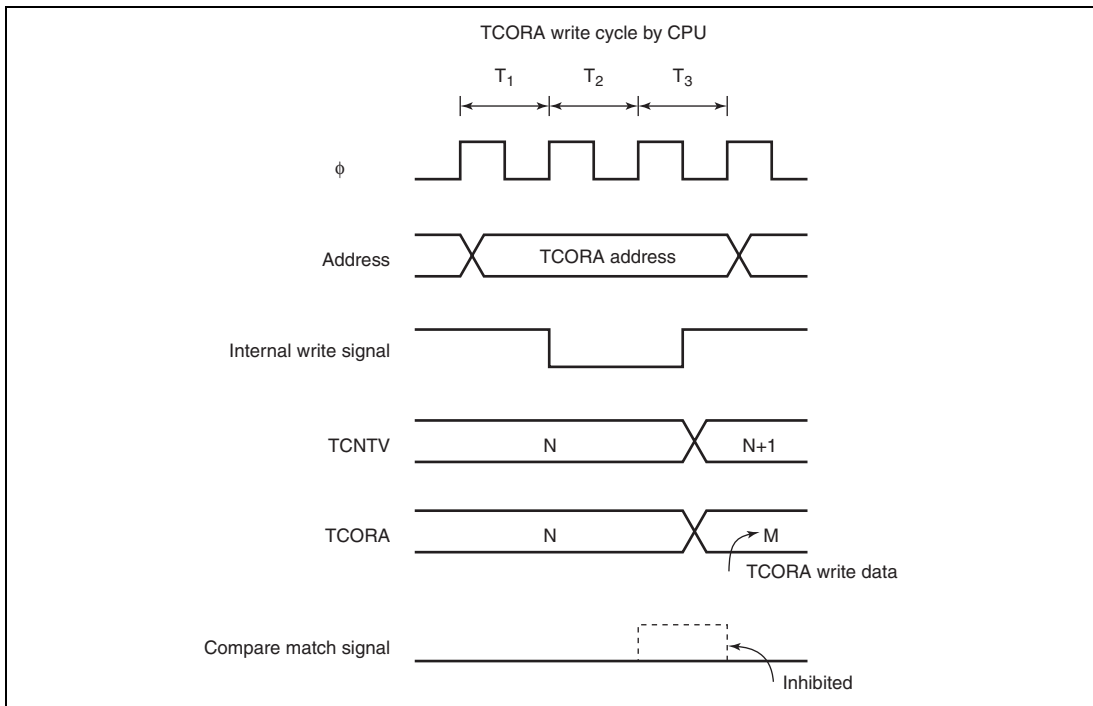 TCORA write cycle by CPU
T1 T2 T3
ϕ
Address TCORA address
Internal write signal
TCNTV N N+1
TCORA N M
TCORA write data
Compare match signal
Inhibited